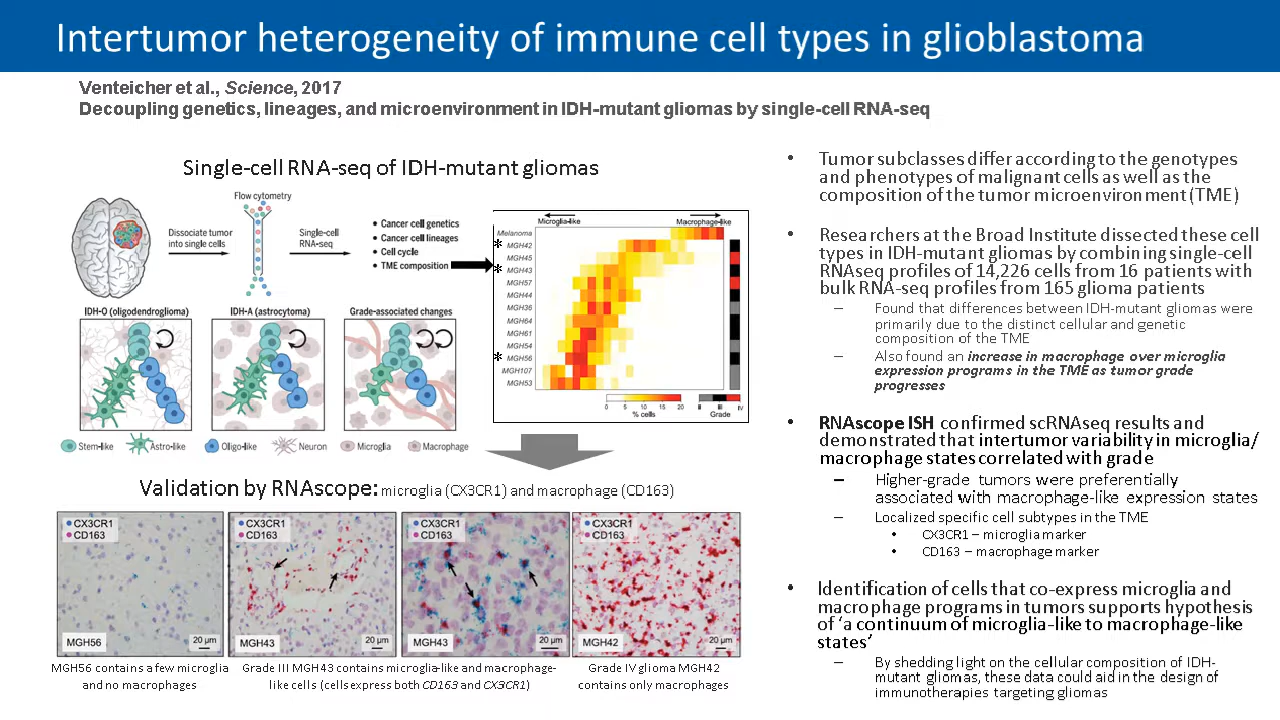 Intertumor heterogeneity of immune cell types in glioblastoma
Venteicher et al., Science, 2017
Decoupling genetics, lineages, and microenvironment in IDH-mutant gliomas by single-cell RNA-seq
Single-cell RNA-seq of IDH-mutant gliomas
Flow cytometry
Dissociate tumor
into single cells
Single-cell
RNA-seq
• Cancer cell genetics
• Cancer cell lineages
• Cell cycle
• TME composition
IDH-O (oligodendroglioma)
IDH-A (astrocytoma)
Grade-associated changes
Stem-like
Astro-like
Oligo-like
Neuron
Microglia
Macrophage
Microglia-like
Macrophage-like
Melanoma
* MGH42
MGH45
* MGH43
MGH57
MGH44
MGH36
MGH64
MGH61
MGH54
* MGH56
MGH107
MGH53
0 5 10 15 20
% cells
II III IV
Grade
Validation by RNAscope: microglia (CX3CR1) and macrophage (CD163)
CX3CR1
CD163
MGH56
20 µm
CX3CR1
CD163
MGH43
20 µm
CX3CR1
CD163
MGH43
20 µm
CX3CR1
CD163
MGH42
20 µm
MGH56 contains a few microglia
and no macrophages
Grade III MGH43 contains microglia-like and macrophage-
like cells (cells express both CD163 and CX3CR1)
Grade IV glioma MGH42
contains only macrophages
• Tumor subclasses differ according to the genotypes
and phenotypes of malignant cells as well as the
composition of the tumor microenvironment (TME)
• Researchers at the Broad Institute dissected these cell
types in IDH-mutant gliomas by combining single-cell
RNAseq profiles of 14,226 cells from 16 patients with
bulk RNA-seq profiles from 165 glioma patients
– Found that differences between IDH-mutant gliomas were
primarily due to the distinct cellular and genetic
composition of the TME
– Also found an increase in macrophage over microglia
expression programs in the TME as tumor grade
progresses
• RNAscope ISH confirmed scRNAseq results and
demonstrated that intertumor variability in microglia/
macrophage states correlated with grade
– Higher-grade tumors were preferentially
associated with macrophage-like expression states
– Localized specific cell subtypes in the TME
• CX3CR1 – microglia marker
• CD163 – macrophage marker
• Identification of cells that co-express microglia and
macrophage programs in tumors supports hypothesis
of ‘a continuum of microglia-like to macrophage-like
states’
– By shedding light on the cellular composition of IDH-
mutant gliomas, these data could aid in the design of
immunotherapies targeting gliomas